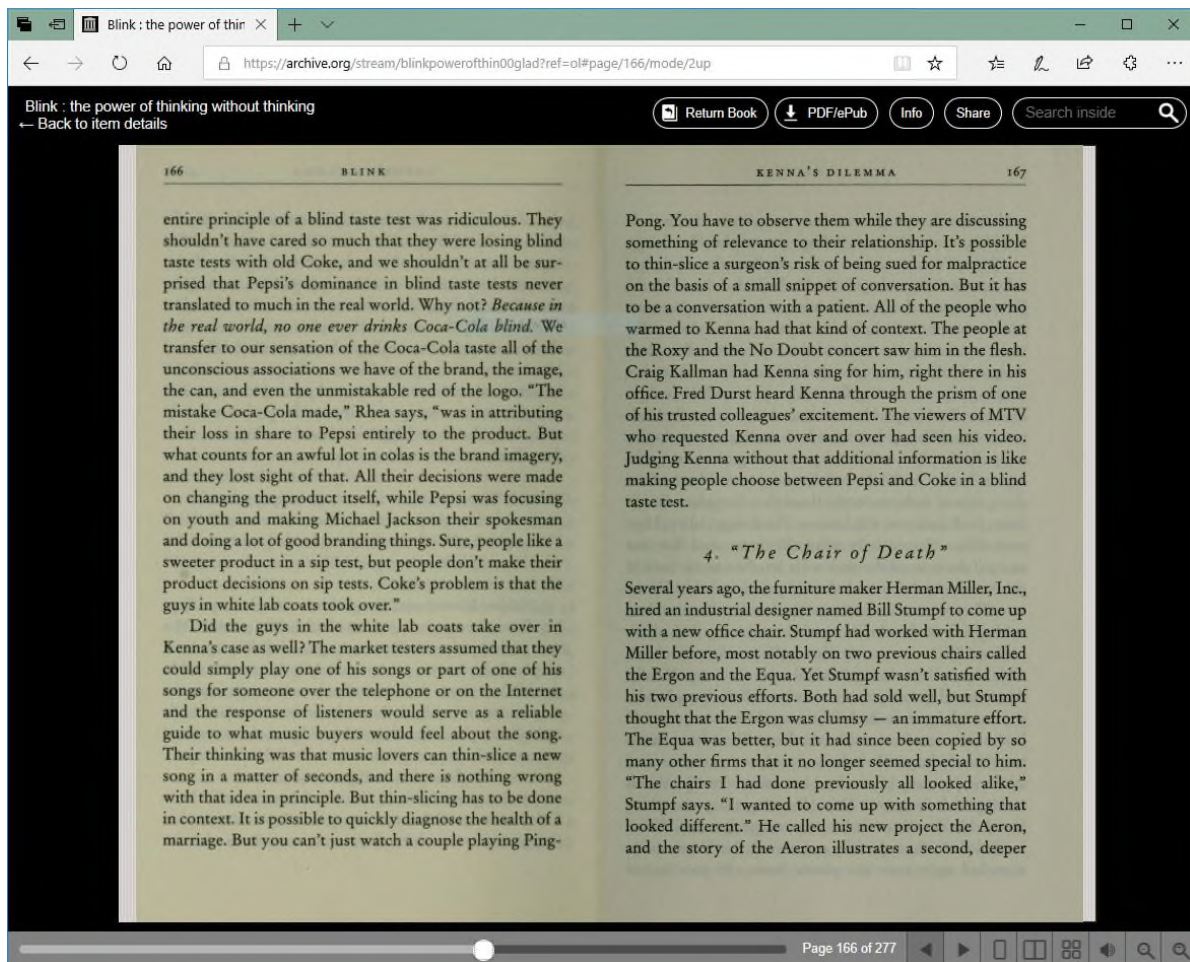 Blink : the power of thin
https://archive.org/stream/blinkpowerofthin00glad?ref=ol#page/166/mode/2up
Blink : the power of thinking without thinking
← Back to item details
Return Book
PDF/ePub
Info
Share
Search inside
166
BLINK
entire principle of a blind taste test was ridiculous. They
shouldn't have cared so much that they were losing blind
taste tests with old Coke, and we shouldn't at all be sur-
prised that Pepsi's dominance in blind taste tests never
translated to much in the real world. Why not? Because in
the real world, no one ever drinks Coca-Cola blind. We
transfer to our sensation of the Coca-Cola taste all of the
unconscious associations we have of the brand, the image,
the can, and even the unmistakable red of the logo. “The
mistake Coca-Cola made,” Rhea says, “was in attributing
their loss in share to Pepsi entirely to the product. But
what counts for an awful lot in colas is the brand imagery,
and they lost sight of that. All their decisions were made
on changing the product itself, while Pepsi was focusing
on youth and making Michael Jackson their spokesman
and doing a lot of good branding things. Sure, people like a
sweeter product in a sip test, but people don't make their
product decisions on sip tests. Coke's problem is that the
guys in white lab coats took over.”
Did the guys in the white lab coats take over in
Kenna's case as well? The market testers assumed that they
could simply play one of his songs or part of one of his
songs for someone over the telephone or on the Internet
and the response of listeners would serve as a reliable
guide to what music buyers would feel about the song.
Their thinking was that music lovers can thin-slice a new
song in a matter of seconds, and there is nothing wrong
with that idea in principle. But thin-slicing has to be done
in context. It is possible to quickly diagnose the health of a
marriage. But you can't just watch a couple playing Ping-
KENNA'S DILEMMA
167
Pong. You have to observe them while they are discussing
something of relevance to their relationship. It's possible
to thin-slice a surgeon's risk of being sued for malpractice
on the basis of a small snippet of conversation. But it has
to be a conversation with a patient. All of the people who
warmed to Kenna had that kind of context. The people at
the Roxy and the No Doubt concert saw him in the flesh.
Craig Kallman had Kenna sing for him, right there in his
office. Fred Durst heard Kenna through the prism of one
of his trusted colleagues' excitement. The viewers of MTV
who requested Kenna over and over had seen his video.
Judging Kenna without that additional information is like
making people choose between Pepsi and Coke in a blind
taste test.
4. “The Chair of Death”
Several years ago, the furniture maker Herman Miller, Inc.,
hired an industrial designer named Bill Stumpf to come up
with a new office chair. Stumpf had worked with Herman
Miller before, most notably on two previous chairs called
the Ergon and the Equa. Yet Stumpf wasn't satisfied with
his two previous efforts. Both had sold well, but Stumpf
thought that the Ergon was clumsy — an immature effort.
The Equa was better, but it had since been copied by so
many other firms that it no longer seemed special to him.
“The chairs I had done previously all looked alike,”
Stumpf says. “I wanted to come up with something that
looked different.” He called his new project the Aeron,
and the story of the Aeron illustrates a second, deeper
Page 166 of 277